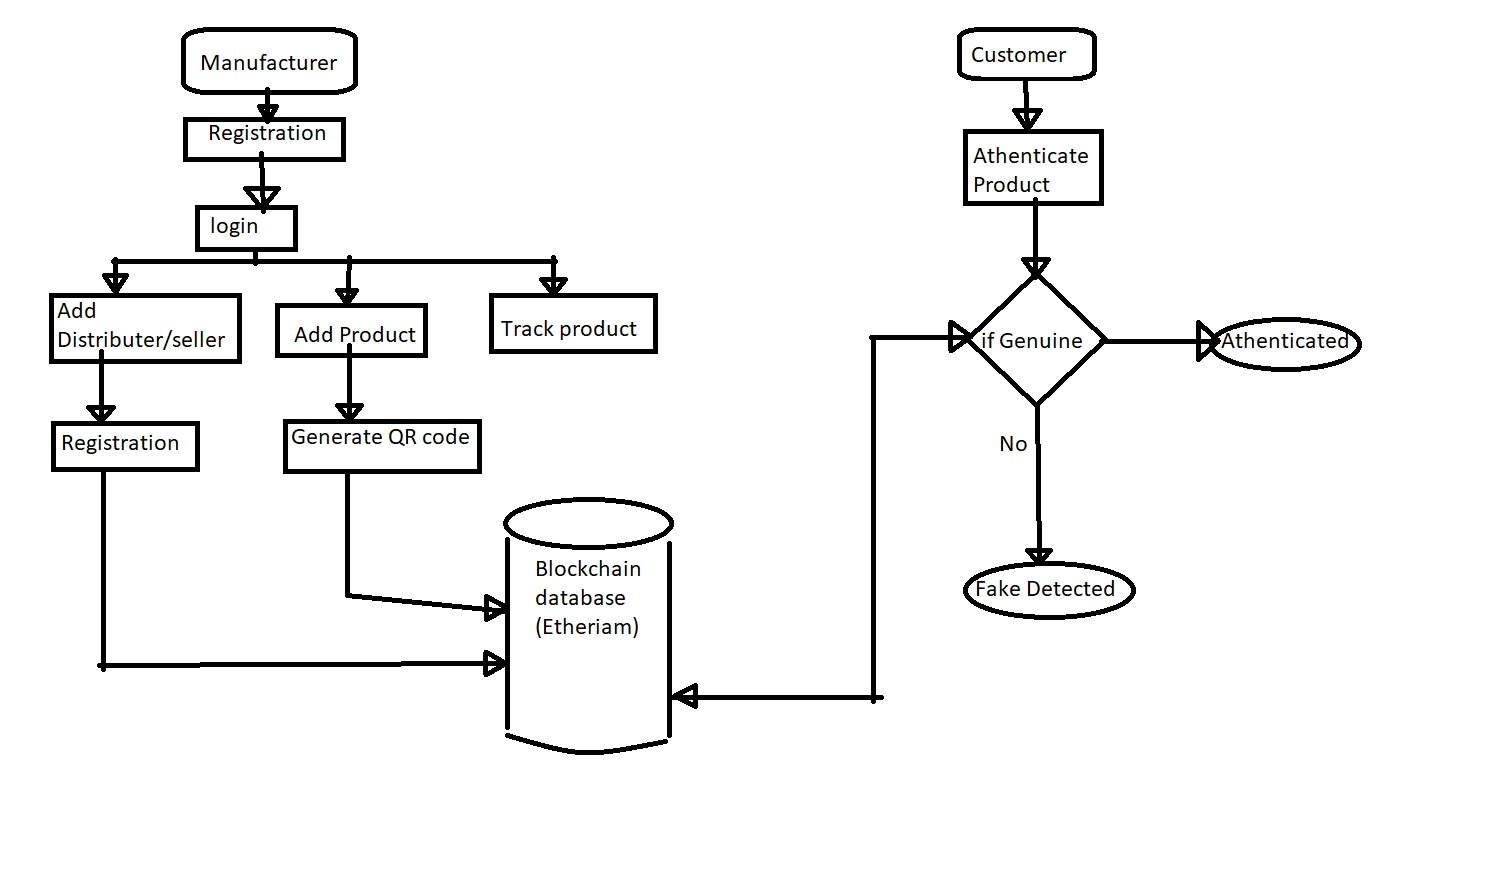 Manufacturer
Registration
login
Add
Distributer/seller
Add Product
Track product
Registration
Generate QR code
Blockchain
database
(Etheriam)
Customer
Athenticate
Product
if Genuine
Athenticated
No
Fake Detected